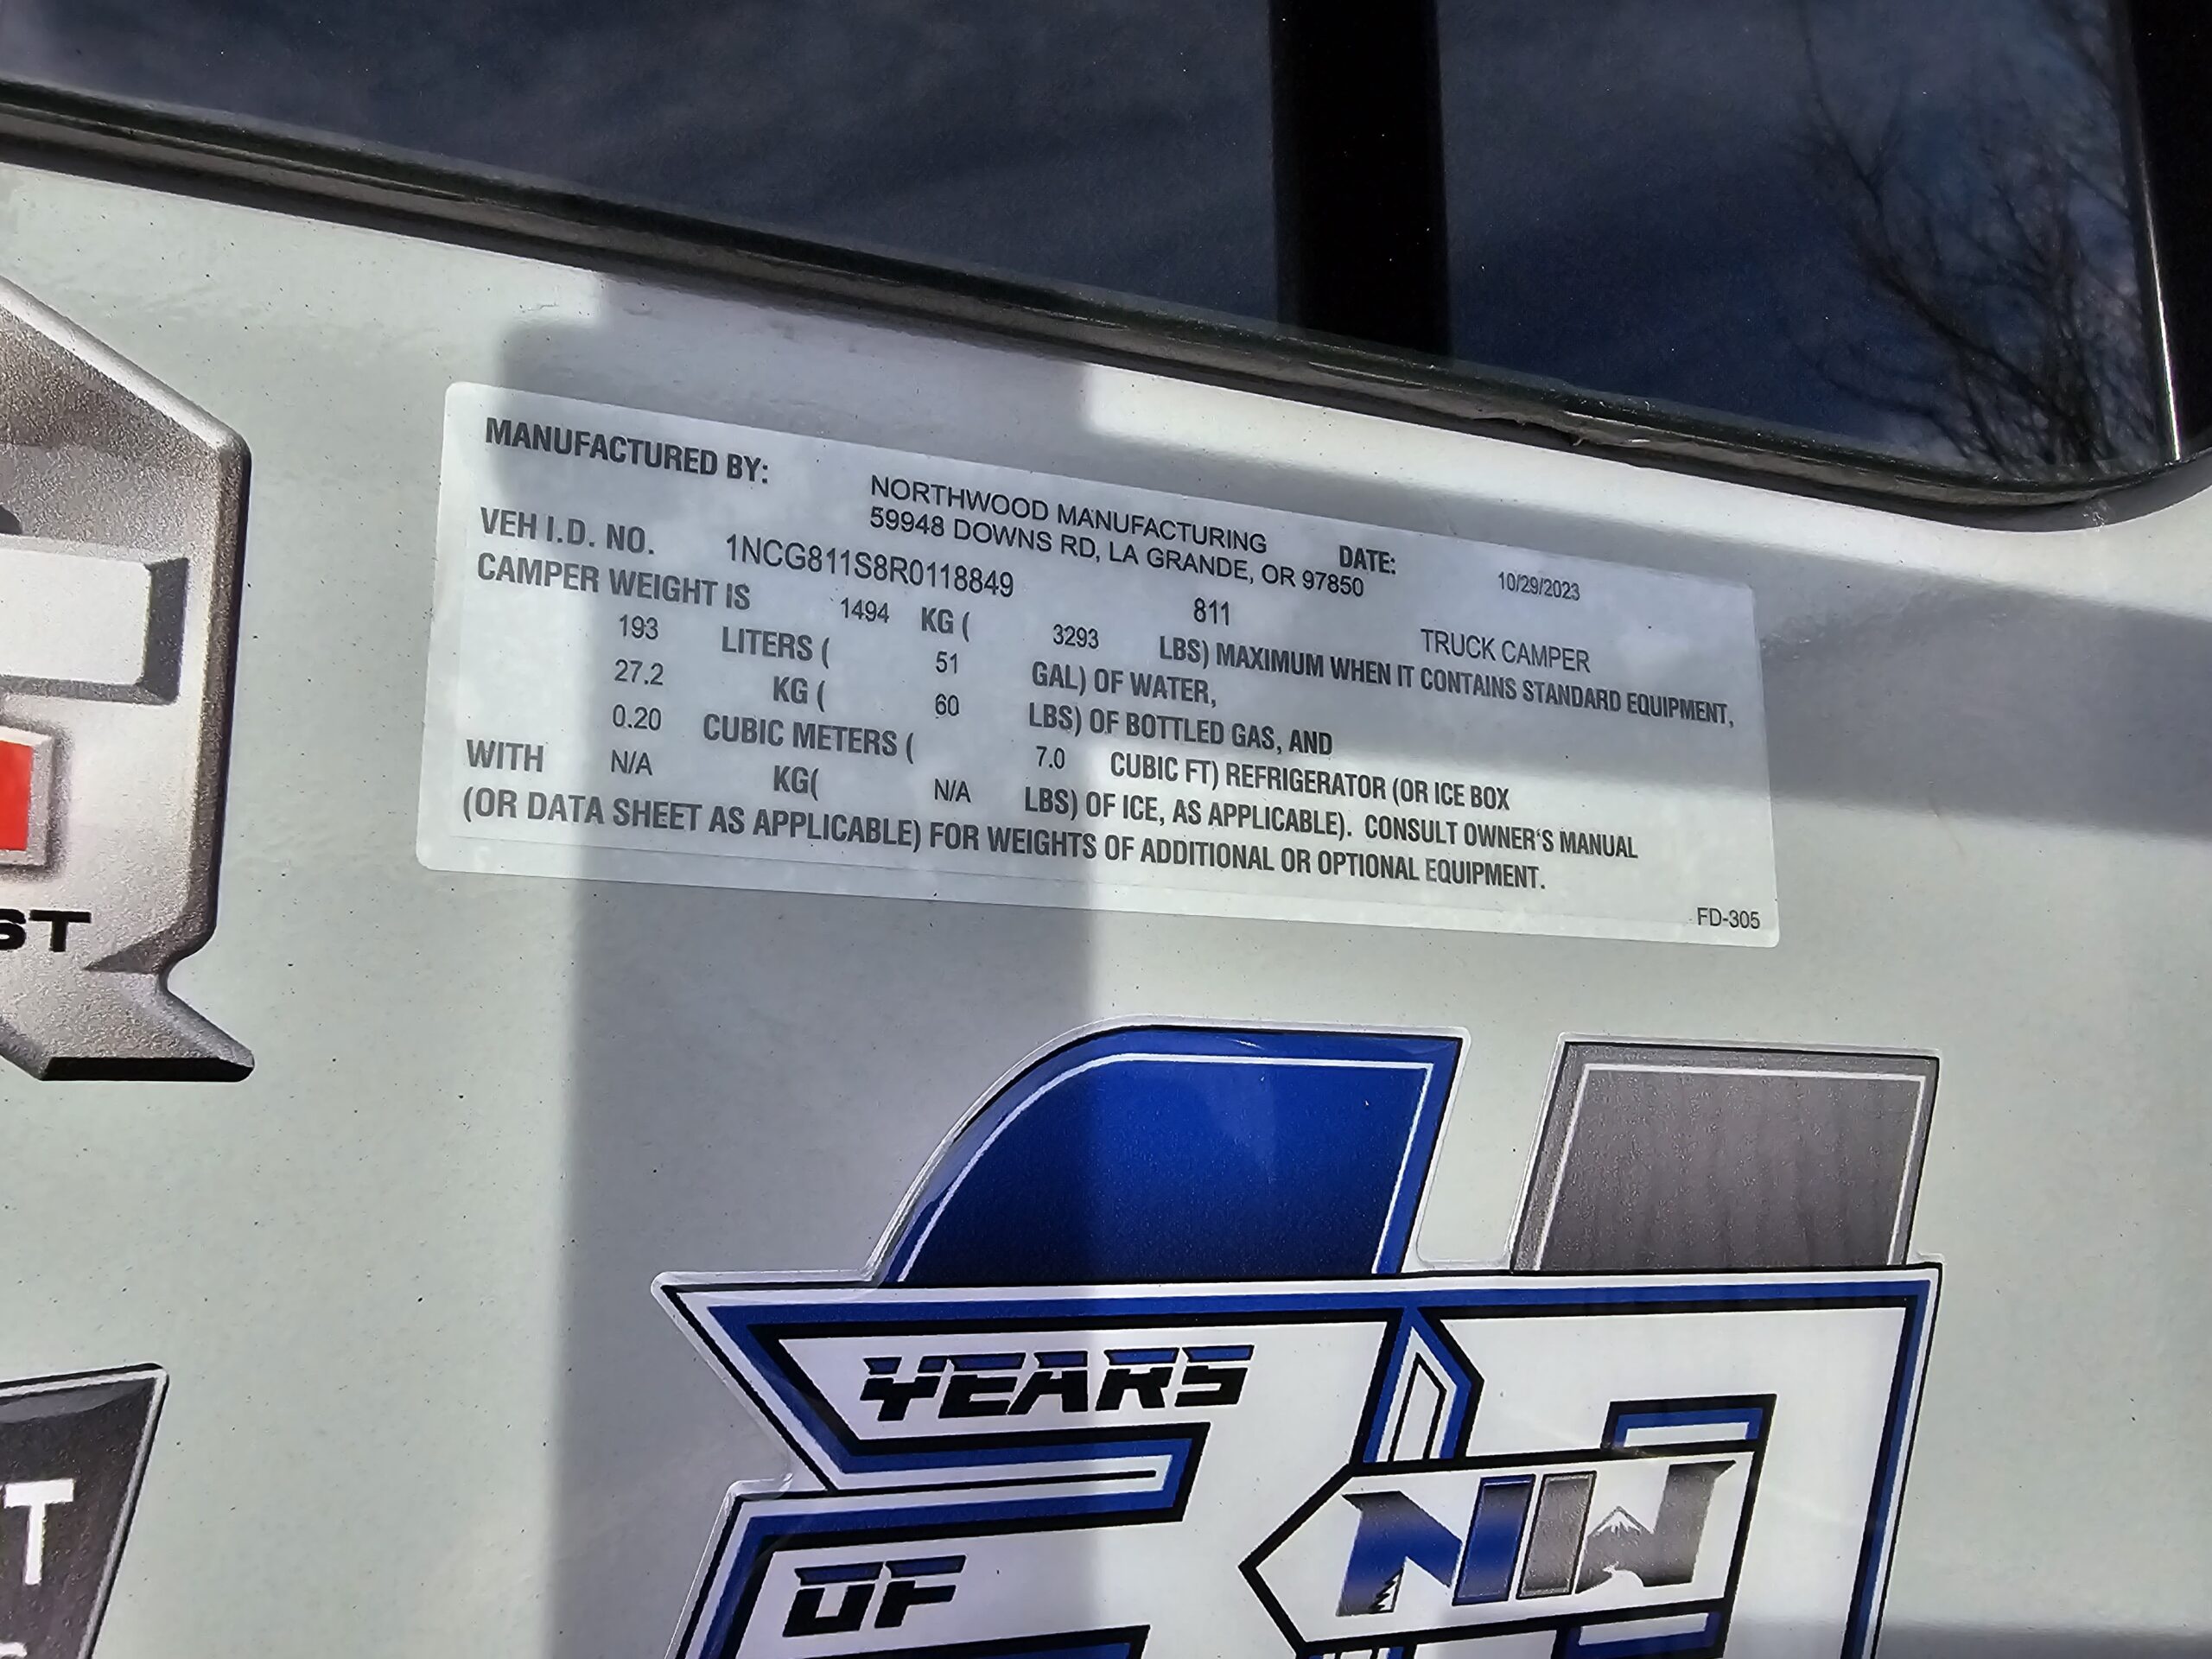 MANUFACTURED BY:
NORTHWOOD MANUFACTURING
59948 DOWNS RD, LA GRANDE, OR 97850
DATE: 10/29/2023
VEH I.D. NO. 1NCG811S8R0118849 811 TRUCK CAMPER
CAMPER WEIGHT IS 1494 KG ( 3293 LBS) MAXIMUM WHEN IT CONTAINS STANDARD EQUIPMENT,
193 LITERS ( 51 GAL) OF WATER,
27.2 KG ( 60 LBS) OF BOTTLED GAS, AND
0.20 CUBIC METERS ( 7.0 CUBIC FT) REFRIGERATOR (OR ICE BOX
WITH N/A KG( N/A LBS) OF ICE, AS APPLICABLE). CONSULT OWNER'S MANUAL
(OR DATA SHEET AS APPLICABLE) FOR WEIGHTS OF ADDITIONAL OR OPTIONAL EQUIPMENT.
FD-305
ST
T
YEARS
OF
NW